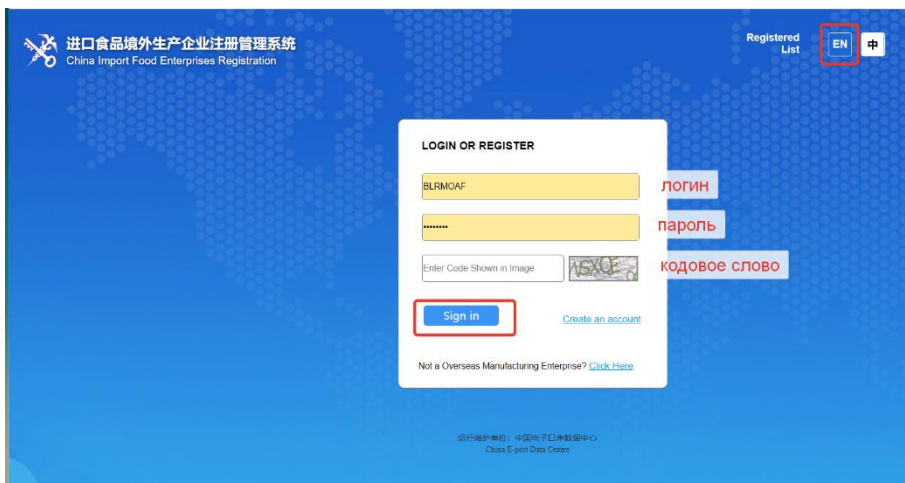 进口食品境外生产企业注册管理系统
China Import Food Enterprises Registration
Registered
List
EN
中
LOGIN OR REGISTER
BLRMOAF
логин
••••••••
пароль
Enter Code Shown in Image
кодовое слово
Sign in
Create an account
Not a Overseas Manufacturing Enterprise? Click Here
运行维护单位：中国电子口岸数据中心
China E-port Data Centre